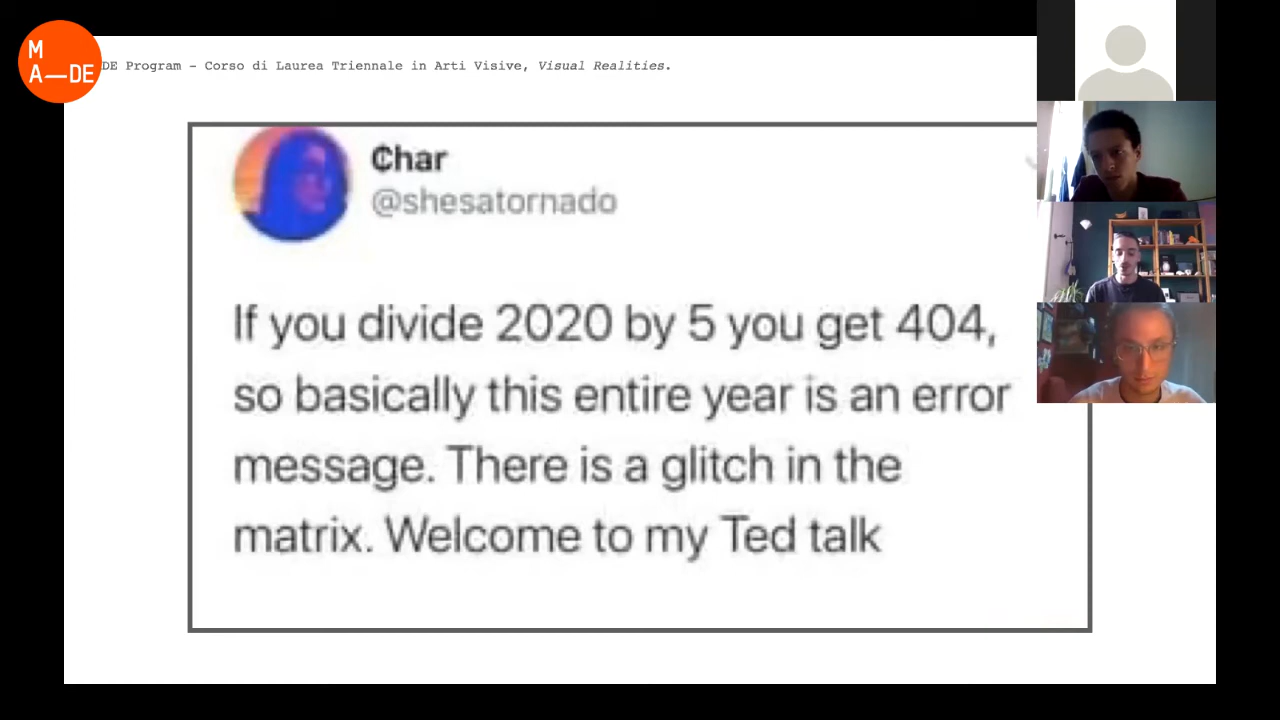 M
A—DE
DE Program – Corso di Laurea Triennale in Arti Visive, Visual Realities.
₵har
@shesatornado
If you divide 2020 by 5 you get 404,
so basically this entire year is an error
message. There is a glitch in the
matrix. Welcome to my Ted talk